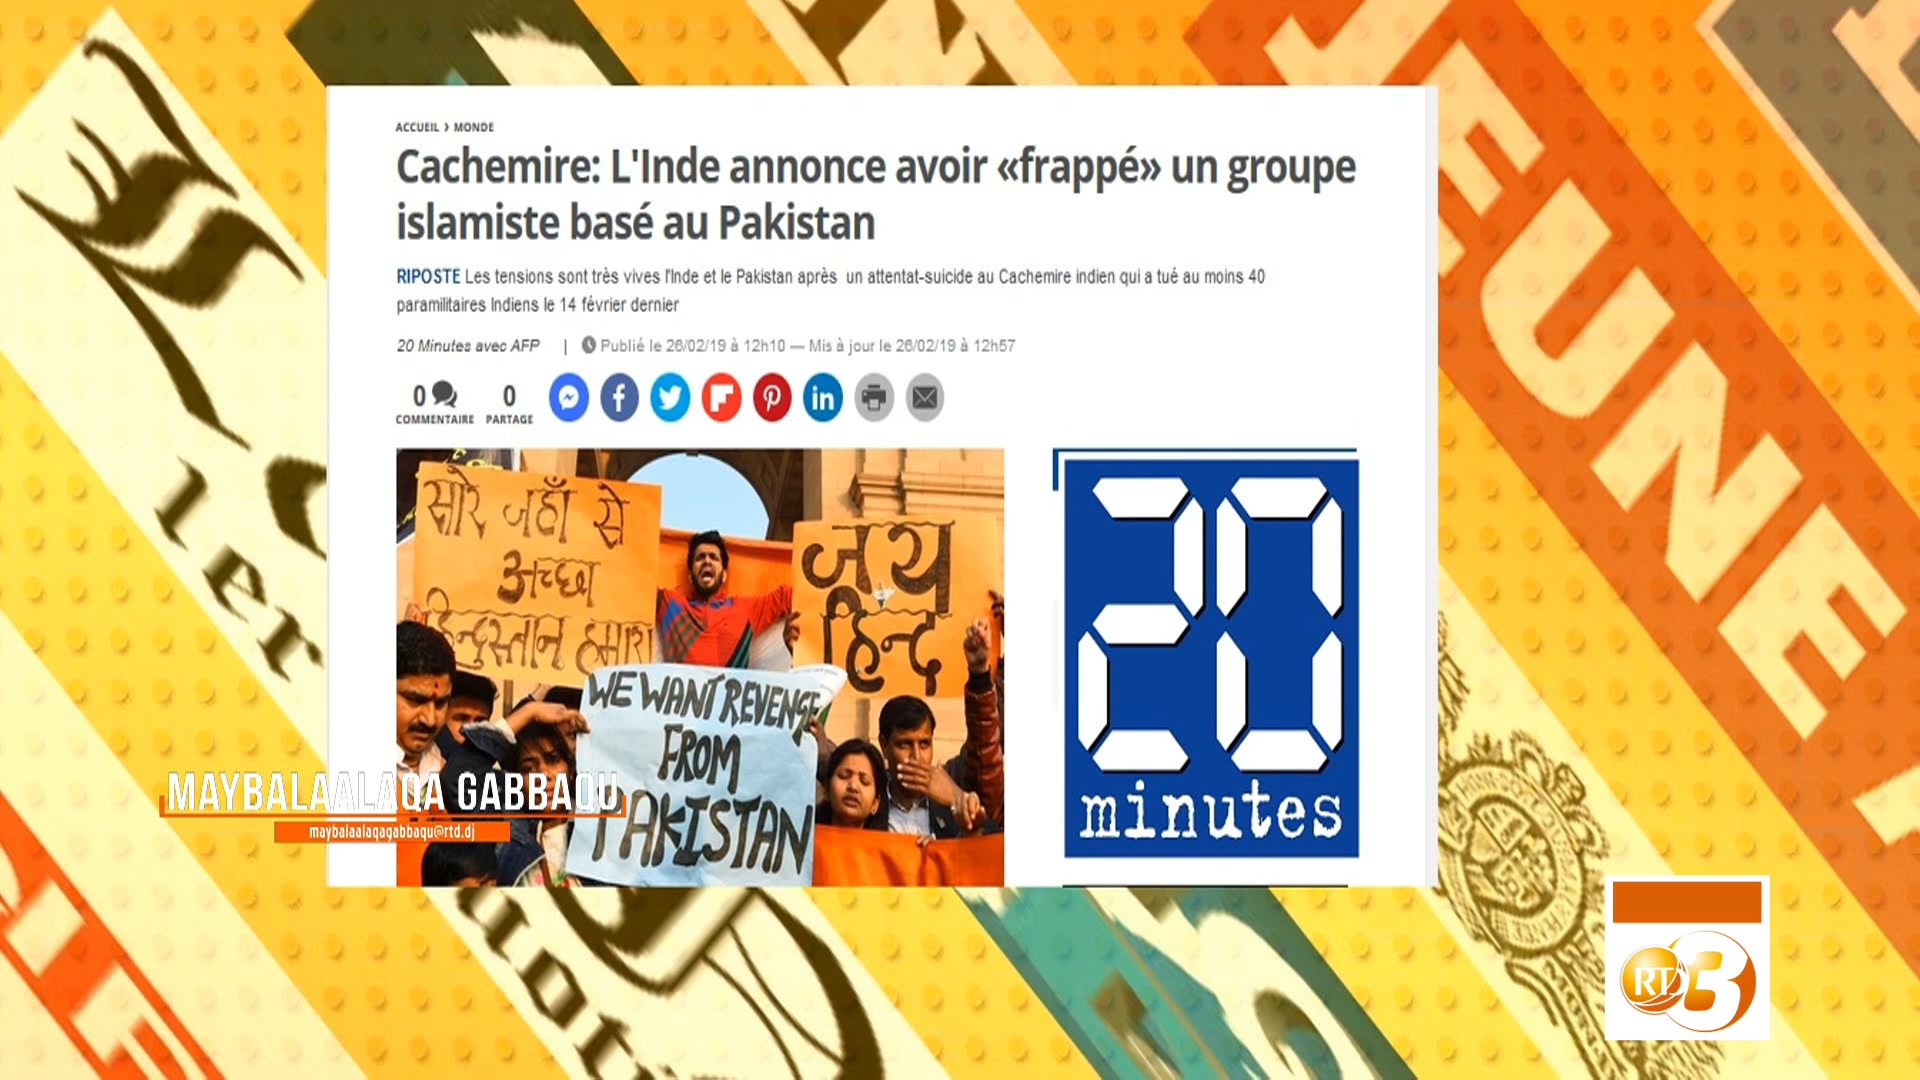 ACCUEIL › MONDE
Cachemire: L'Inde annonce avoir «frappé» un groupe
islamiste basé au Pakistan
RIPOSTE Les tensions sont très vives l'Inde et le Pakistan après un attentat-suicide au Cachemire indien qui a tué au moins 40
paramilitaires Indiens le 14 février dernier
20 Minutes avec AFP | Publié le 26/02/19 à 12h10 — Mis à jour le 26/02/19 à 12h57
0 0
COMMENTAIRE PARTAGE
सारे जहाँ से
अच्छा
हिन्दुस्तान हमारा
जय
हिन्द
WE WANT REVENGE
FROM
PAKISTAN
20
minutes
MAYBALAALAQA GABBAQU
maybalaalaqagabbaqu@rtd.dj
1er
JEUNE
RTD3